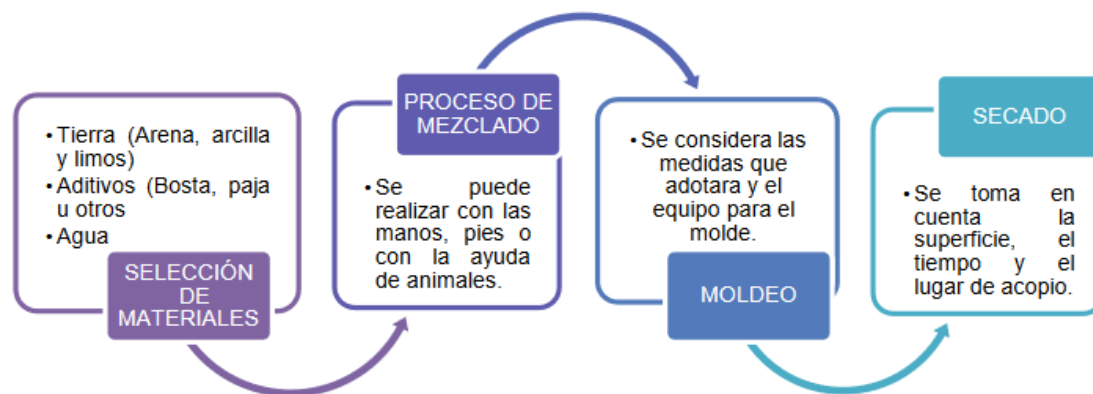 • Tierra (Arena, arcilla
y limos)
• Aditivos (Bosta, paja
u otros
• Agua
SELECCIÓN
DE
MATERIALES
PROCESO DE
MEZCLADO
• Se puede
realizar con las
manos, pies o
con la ayuda
de animales.
• Se considera las
medidas que
adotara y el
equipo para el
molde.
MOLDEO
SECADO
• Se toma en
cuenta la
superficie, el
tiempo y el
lugar de acopio.